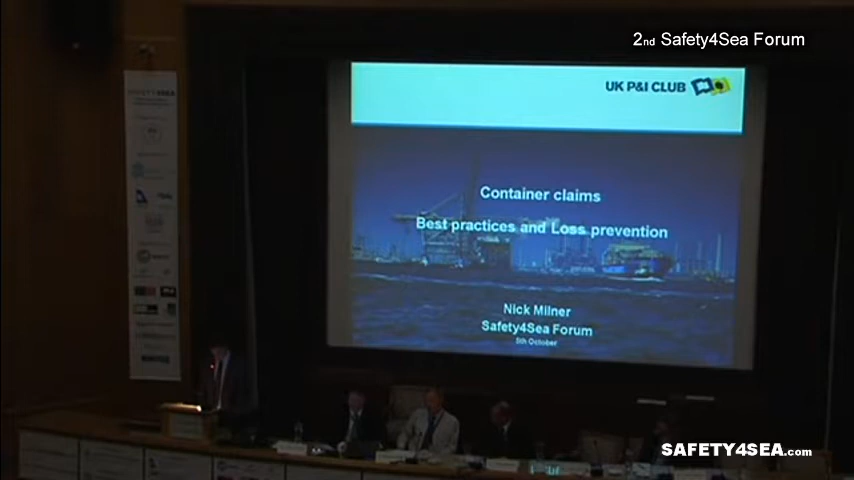 2nd Safety4Sea Forum
UK P&I CLUB
SAFETY4SEA
Container claims
Best practices and Loss prevention
Nick Milner
Safety4Sea Forum
5th October
SAFETY4SEA.com